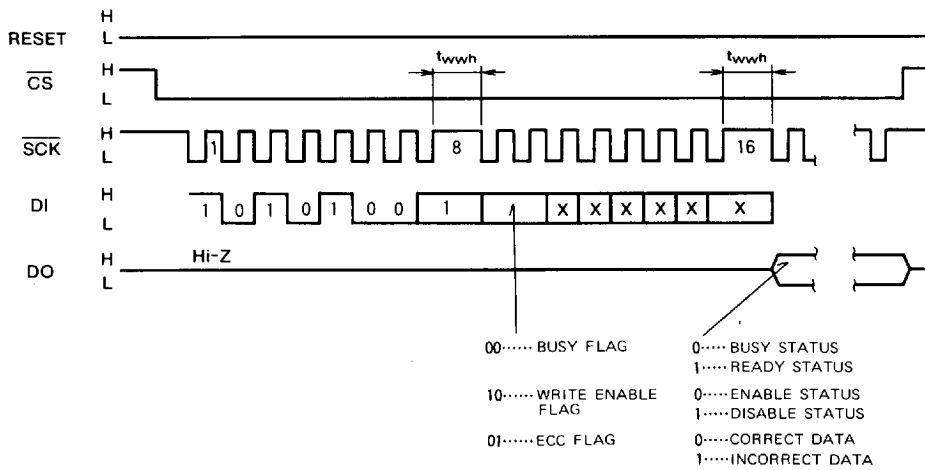 H
RESET L
twwh twwh
H
CS
L
H
SCK 1 8 16
L
H
DI 1 0 1 0 1 0 0 1 X X X X X X
L
H Hi-Z
DO
L
00······ BUSY FLAG 0····· BUSY STATUS
1····· READY STATUS
10······ WRITE ENABLE 0····· ENABLE STATUS
FLAG 1····· DISABLE STATUS
01······ ECC FLAG 0····· CORRECT DATA
1····· INCORRECT DATA